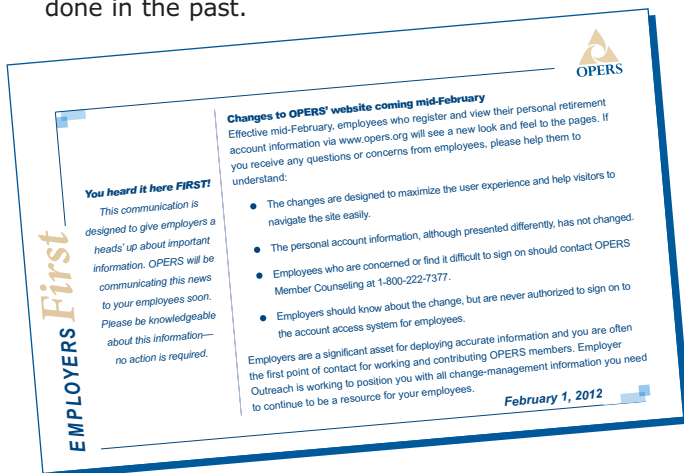 done in the past.
OPERS
EMPLOYERS First
You heard it here FIRST!
This communication is
designed to give employers a
heads' up about important
information. OPERS will be
communicating this news
to your employees soon.
Please be knowledgeable
about this information—
no action is required.
Changes to OPERS' website coming mid-February
Effective mid-February, employees who register and view their personal retirement
account information via www.opers.org will see a new look and feel to the pages. If
you receive any questions or concerns from employees, please help them to
understand:
● The changes are designed to maximize the user experience and help visitors to
navigate the site easily.
● The personal account information, although presented differently, has not changed.
● Employees who are concerned or find it difficult to sign on should contact OPERS
Member Counseling at 1-800-222-7377.
● Employers should know about the change, but are never authorized to sign on to
the account access system for employees.
Employers are a significant asset for deploying accurate information and you are often
the first point of contact for working and contributing OPERS members. Employer
Outreach is working to position you with all change-management information you need
to continue to be a resource for your employees.
February 1, 2012